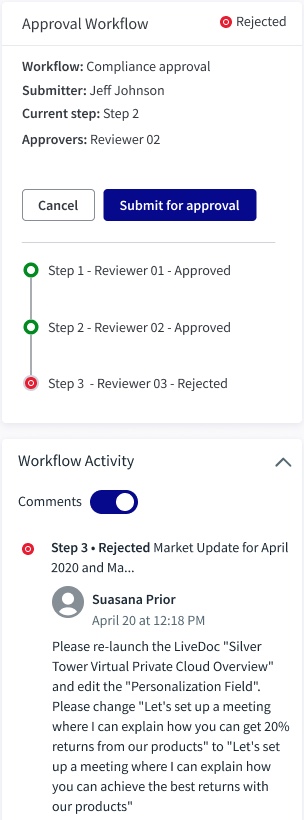 Approval Workflow
Rejected
Workflow: Compliance approval
Submitter: Jeff Johnson
Current step: Step 2
Approvers: Reviewer 02
Cancel
Submit for approval
Step 1 - Reviewer 01 - Approved
Step 2 - Reviewer 02 - Approved
Step 3 - Reviewer 03 - Rejected
Workflow Activity
Comments
Step 3 • Rejected Market Update for April
2020 and Ma...
Suasana Prior
April 20 at 12:18 PM
Please re-launch the LiveDoc "Silver
Tower Virtual Private Cloud Overview"
and edit the "Personalization Field".
Please change "Let's set up a meeting
where I can explain how you can get 20%
returns from our products" to "Let's set
up a meeting where I can explain how
you can achieve the best returns with
our products"